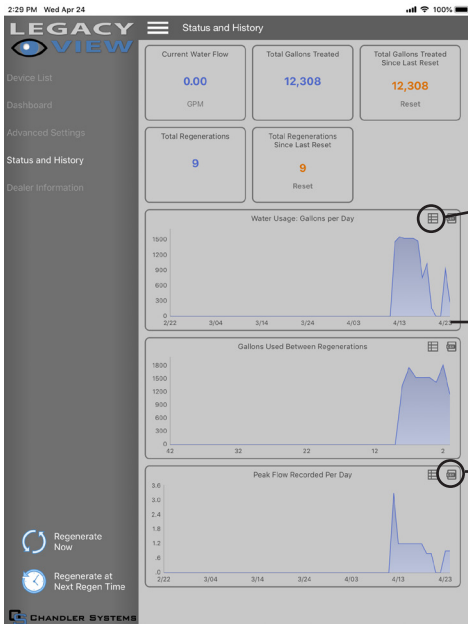 2:29 PM Wed Apr 24
100%
LEGACY
VIEW
Device List
Dashboard
Advanced Settings
Status and History
Dealer Information
Regenerate
Now
Regenerate at
Next Regen Time
CHANDLER SYSTEMS
Status and History
Current Water Flow
0.00
GPM
Total Gallons Treated
12,308
Total Gallons Treated
Since Last Reset
12,308
Reset
Total Regenerations
9
Total Regenerations
Since Last Reset
9
Reset
Water Usage: Gallons per Day
1500
1200
900
600
300
0
2/22 3/04 3/14 3/24 4/03 4/13 4/23
Gallons Used Between Regenerations
1800
1500
1200
900
600
300
0
42 32 22 12 2
Peak Flow Recorded Per Day
3.6
3.0
2.4
1.8
1.2
.6
.0
2/22 3/04 3/14 3/24 4/03 4/13 4/23